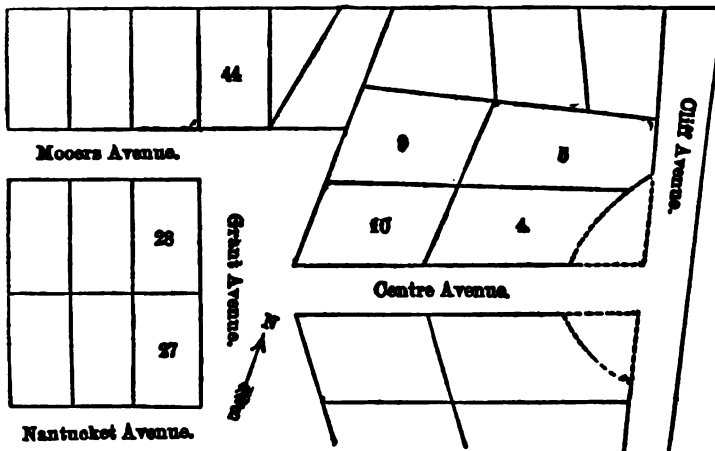 44
Mooers Avenue.
9
5
Cliff Avenue.
28
Grant Avenue.
10
4
Centre Avenue.
27
N
Nantucket Avenue.